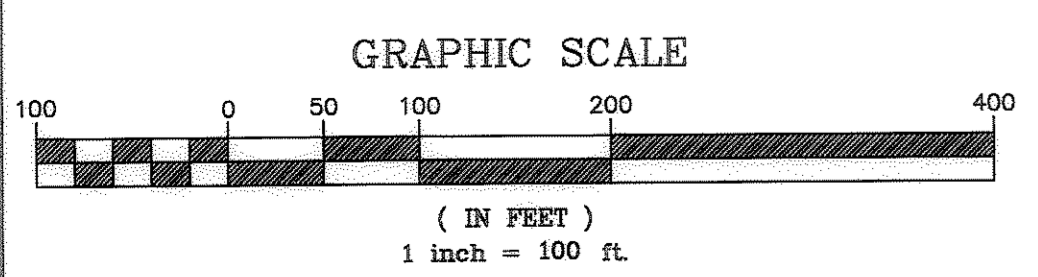 GRAPHIC SCALE
100 0 50 100 200 400
( IN FEET )
1 inch = 100 ft.